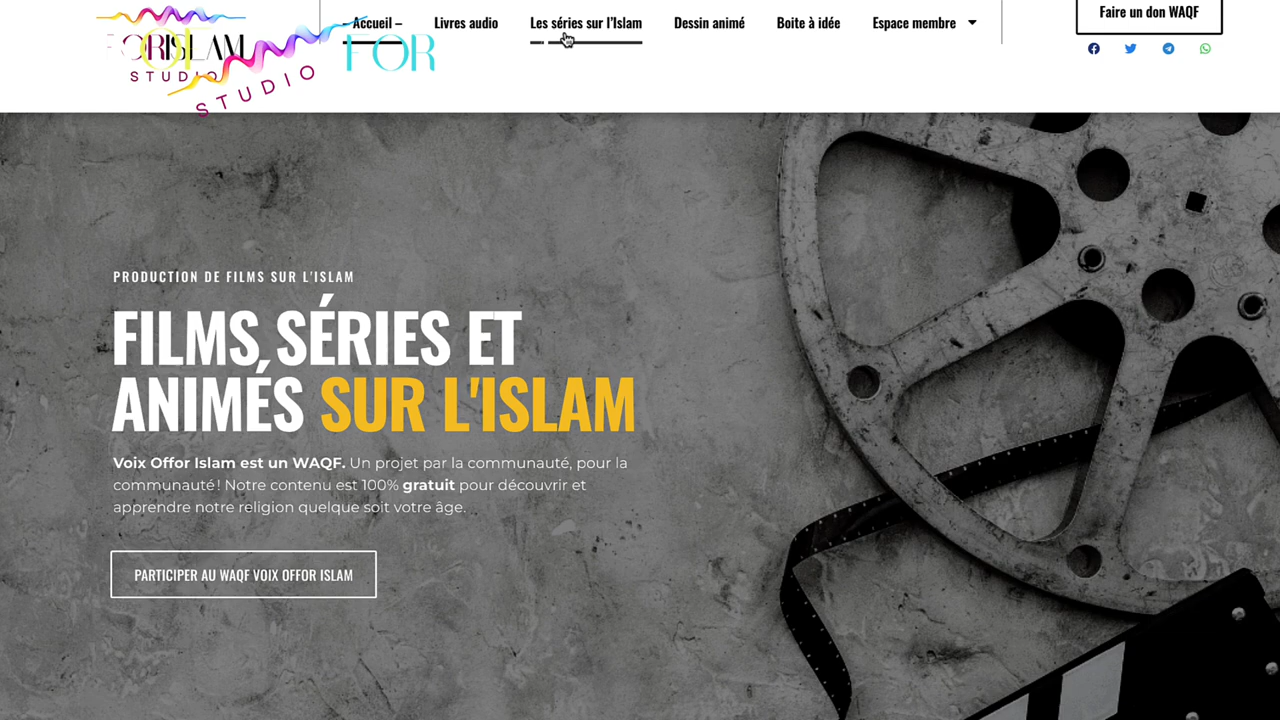 – Accueil –
Livres audio
Les séries sur l'Islam
Dessin animé
Boite à idée
Espace membre
Faire un don WAQF
STUDIO
STUDIO
FOR
PRODUCTION DE FILMS SUR L'ISLAM
FILMS SÉRIES ET
ANIMÉS SUR L'ISLAM
Voix Offor Islam est un WAQF. Un projet par la communauté, pour la
communauté! Notre contenu est 100% gratuit pour découvrir et
apprendre notre religion quelque soit votre âge.
PARTICIPER AU WAQF VOIX OFFOR ISLAM